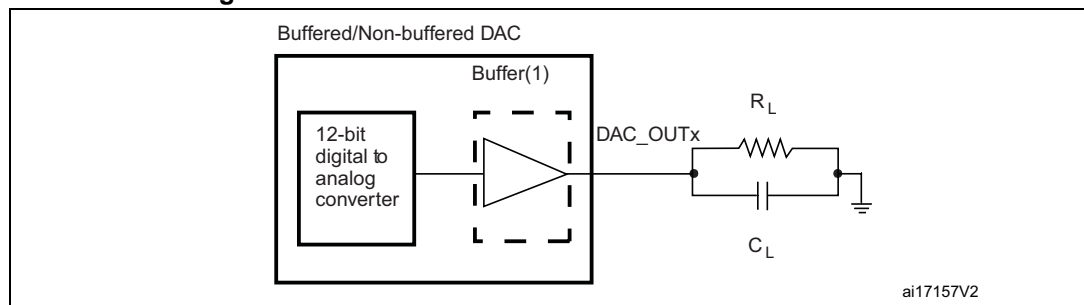 Buffered/Non-buffered DAC
Buffer(1)
12-bit
digital to
analog
converter
DAC_OUTx
R L
C L
ai17157V2